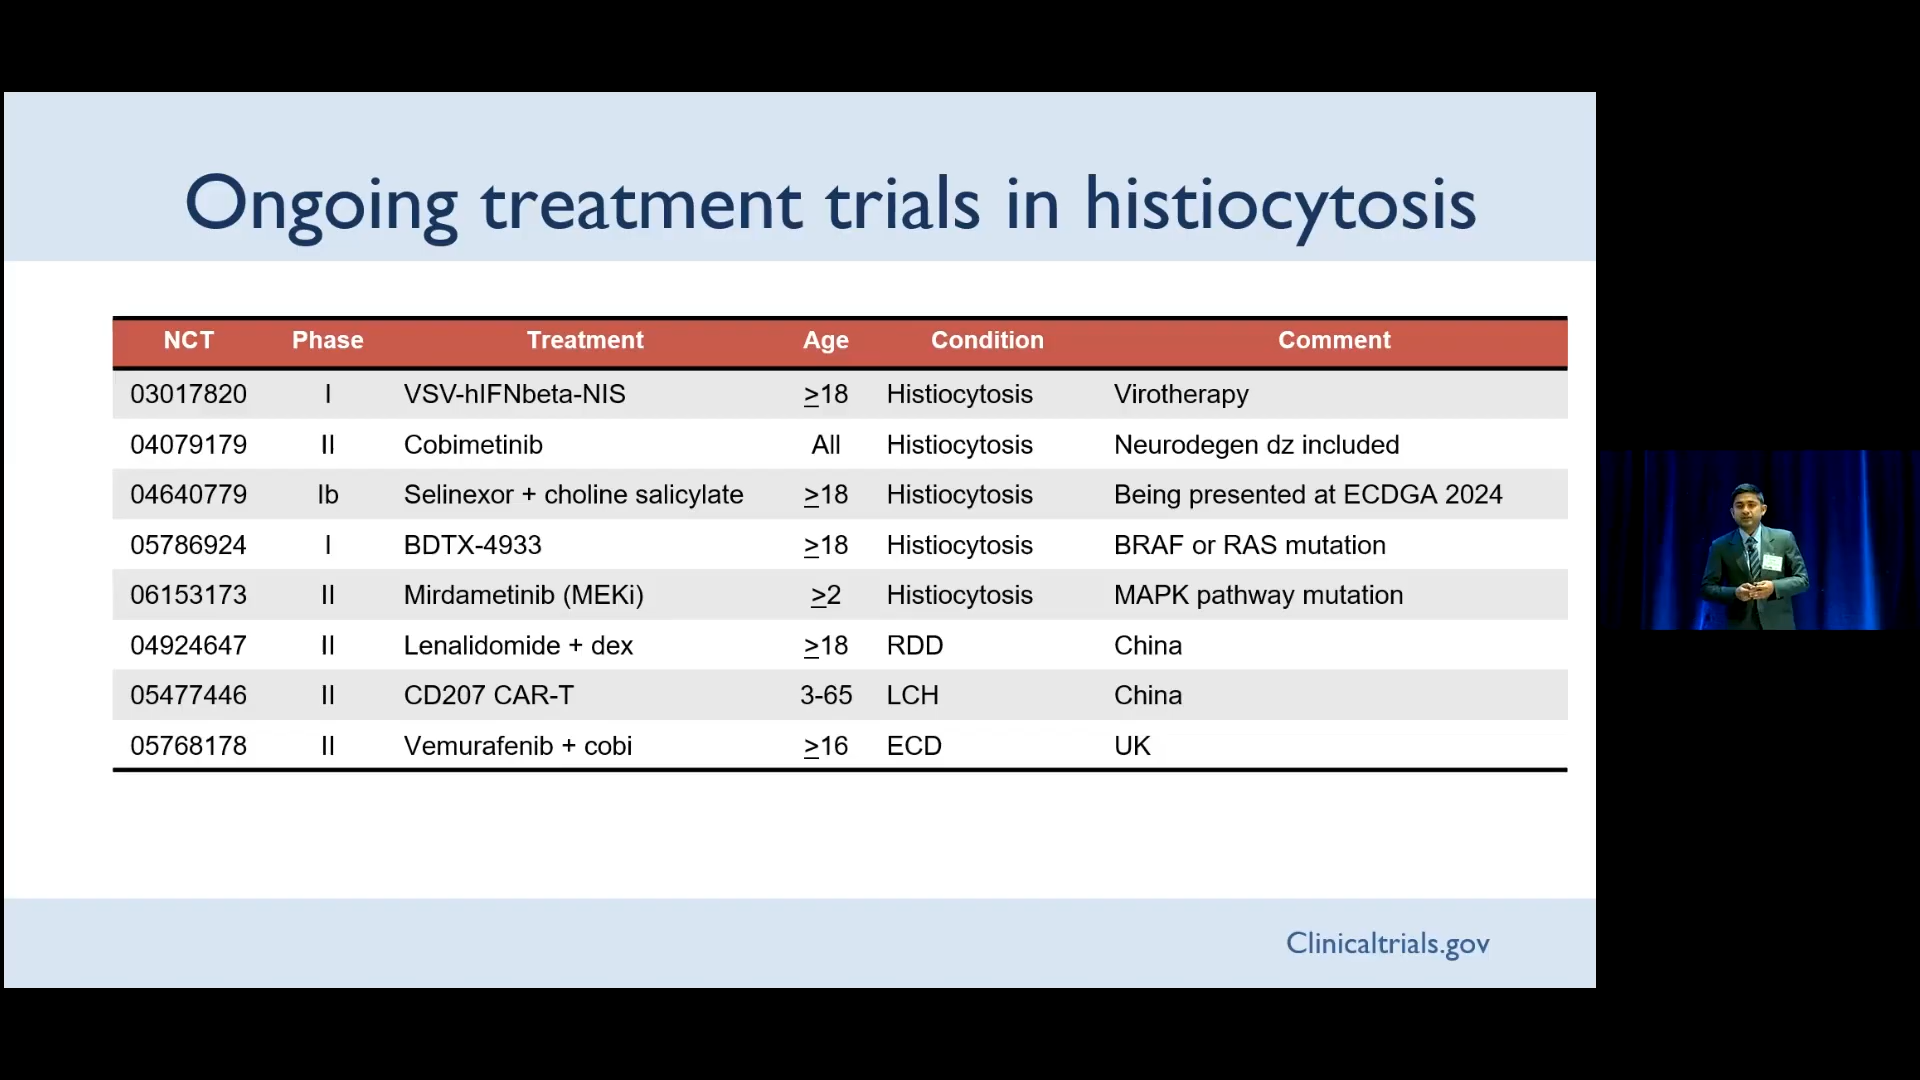 Ongoing treatment trials in histiocytosis
NCT Phase Treatment Age Condition Comment
03017820 I VSV-hIFNbeta-NIS ≥18 Histiocytosis Virotherapy
04079179 II Cobimetinib All Histiocytosis Neurodegen dz included
04640779 Ib Selinexor + choline salicylate ≥18 Histiocytosis Being presented at ECDGA 2024
05786924 I BDTX-4933 ≥18 Histiocytosis BRAF or RAS mutation
06153173 II Mirdametinib (MEKi) ≥2 Histiocytosis MAPK pathway mutation
04924647 II Lenalidomide + dex ≥18 RDD China
05477446 II CD207 CAR-T 3-65 LCH China
05768178 II Vemurafenib + cobi ≥16 ECD UK
Clinicaltrials.gov